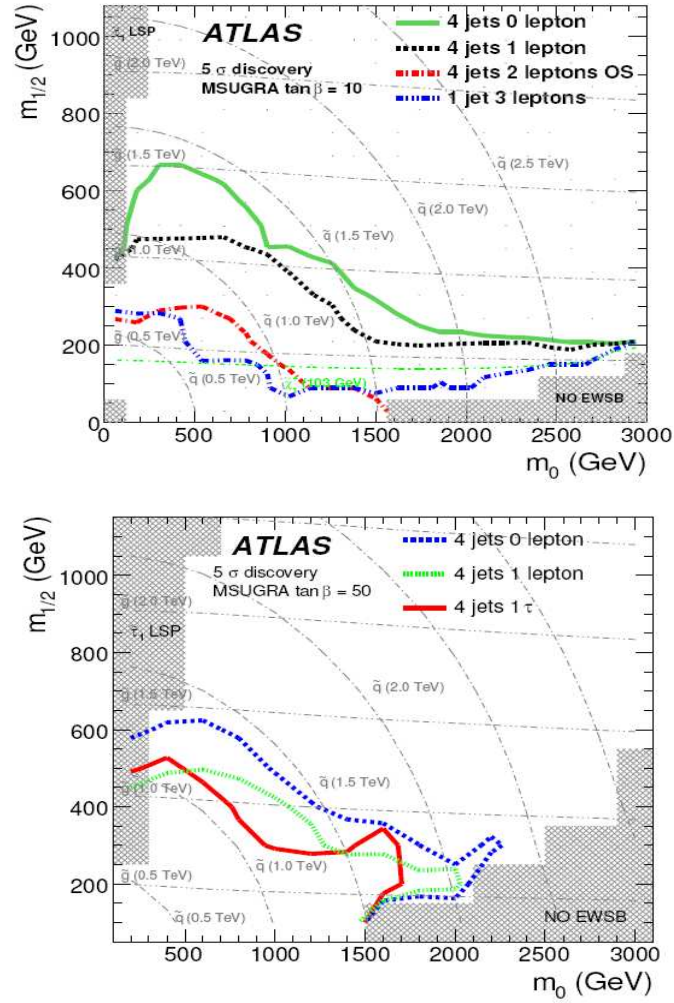 m1/2 (GeV)
1000
800
600
400
200
0
τ̃1 LSP
ATLAS
5 σ discovery
MSUGRA tan β = 10
4 jets 0 lepton
4 jets 1 lepton
4 jets 2 leptons OS
1 jet 3 leptons
g̃ (2.0 TeV)
q̃ (2.5 TeV)
g̃ (1.5 TeV)
q̃ (2.0 TeV)
q̃ (1.5 TeV)
g̃ (1.0 TeV)
q̃ (1.0 TeV)
g̃ (0.5 TeV)
q̃ (0.5 TeV)
(103 GeV)
NO EWSB
0 500 1000 1500 2000 2500 3000
m0 (GeV)
m1/2 (GeV)
1000
800
600
400
200
ATLAS
5 σ discovery
MSUGRA tan β = 50
4 jets 0 lepton
4 jets 1 lepton
4 jets 1 τ
g̃ (2.0 TeV)
τ̃1 LSP
q̃ (2.0 TeV)
g̃ (1.5 TeV)
q̃ (1.5 TeV)
g̃ (1.0 TeV)
q̃ (1.0 TeV)
g̃ (0.5 TeV)
q̃ (0.5 TeV)
NO EWSB
500 1000 1500 2000 2500 3000
m0 (GeV)